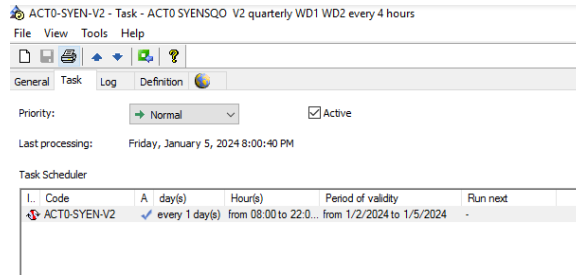 ACT0-SYEN-V2 - Task - ACT0 SYENSQO  V2 quarterly WD1 WD2 every 4 hours
File View Tools Help
General Task Log Definition
Priority: Normal Active
Last processing: Friday, January 5, 2024 8:00:40 PM
Task Scheduler
I.. Code A day(s) Hour(s) Period of validity Run next
ACT0-SYEN-V2 every 1 day(s) from 08:00 to 22:0... from 1/2/2024 to 1/5/2024 -